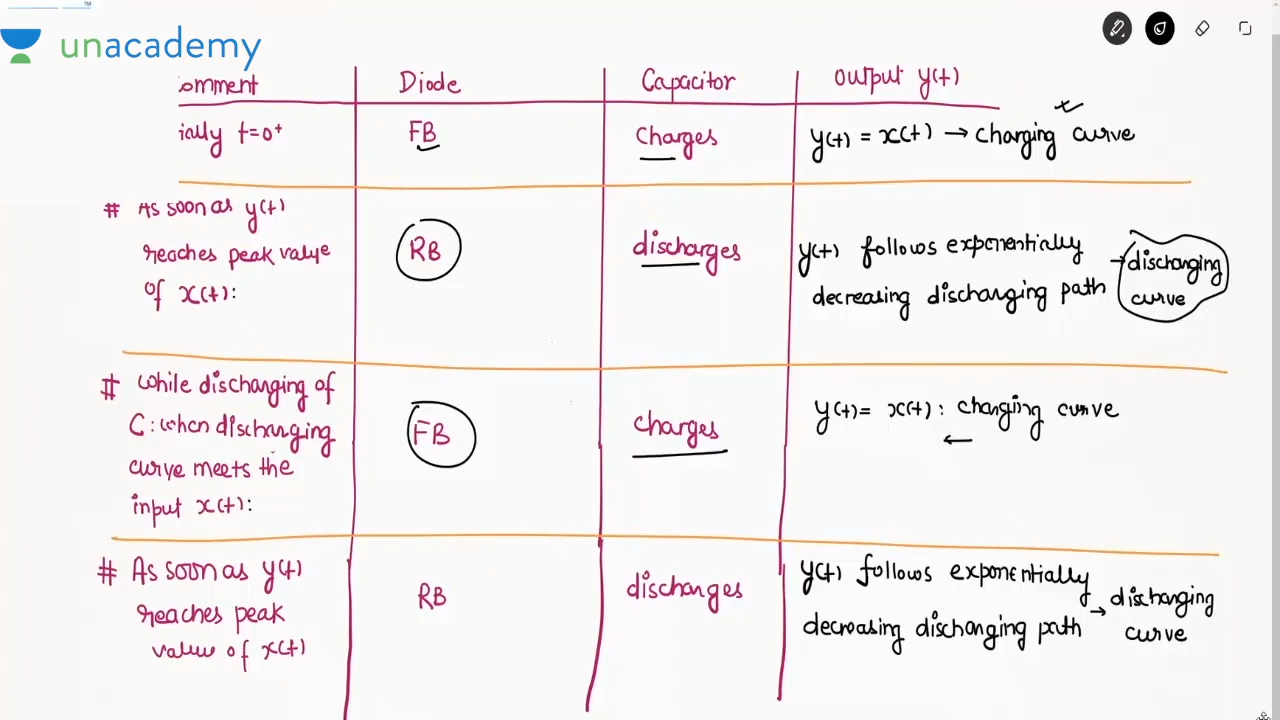 ™
unacademy
omment Diode Capacitor output y(t)
ially t=0⁺ FB charges y(t) = x(t) → charging curve
# As soon as y(t)
reaches peak value
of x(t):
RB
discharges
y(t) follows exponentially
decreasing discharging path
→ discharging
curve
# while discharging of
C: when discharging
curve meets the
input x(t):
FB
charges
y(t) = x(t) : charging curve
# As soon as y(t)
reaches peak
value of x(t)
RB
discharges
y(t) follows exponentially
decreasing discharging path
→ discharging
curve